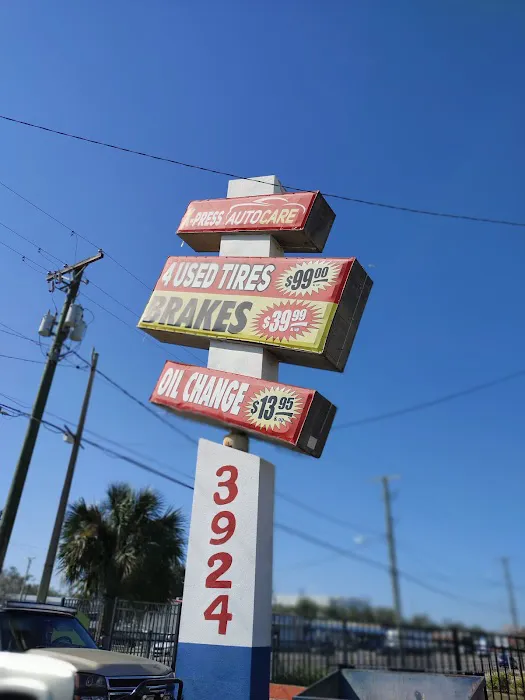 X-PRESS AUTOCARE
4 USED TIRES $99.00
BRAKES $39.99
OIL CHANGE $13.95
3
9
2
4